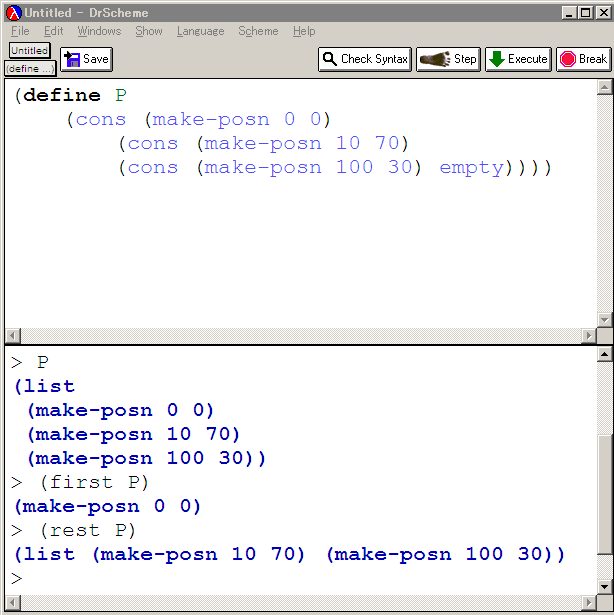 Untitled - DrScheme
File Edit Windows Show Language Scheme Help
Untitled
(define ...)
Save
Check Syntax
Step
Execute
Break
(define P
    (cons (make-posn 0 0)
        (cons (make-posn 10 70)
        (cons (make-posn 100 30) empty))))
> P
(list
 (make-posn 0 0)
 (make-posn 10 70)
 (make-posn 100 30))
> (first P)
(make-posn 0 0)
> (rest P)
(list (make-posn 10 70) (make-posn 100 30))
>